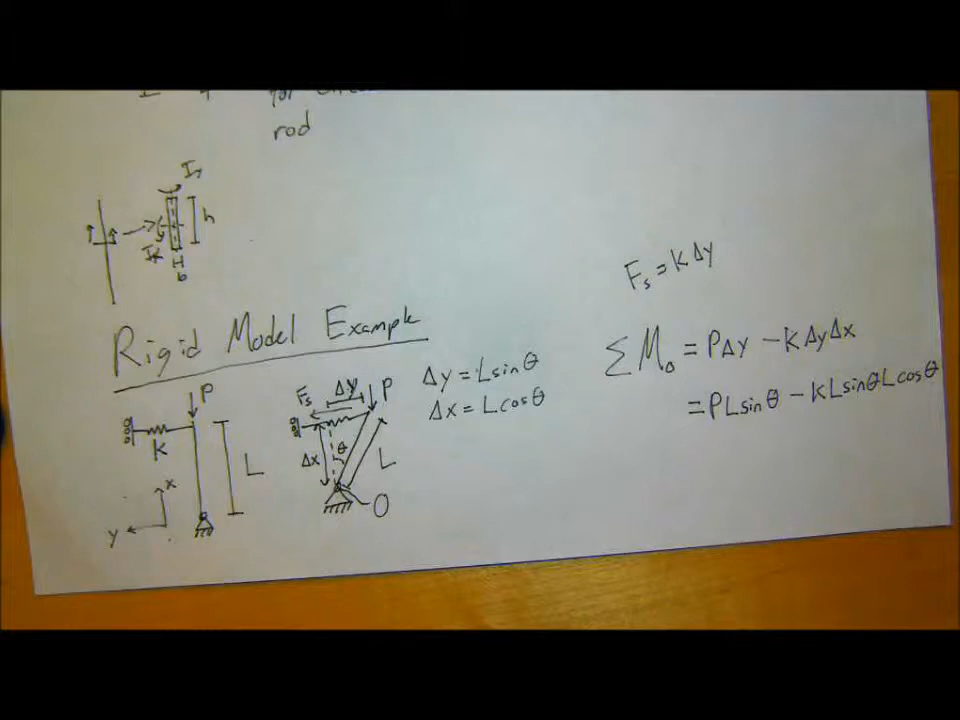 rod
I₁
h
b
Rigid Model Example
P
K
L
x
y
Fₛ
Δy
P
Δx
θ
L
O
Δy = L sin θ
Δx = L cos θ
Fₛ = K Δy
Σ M₀ = PΔy - KΔyΔx
= PL sin θ - KL sin θ L cos θ